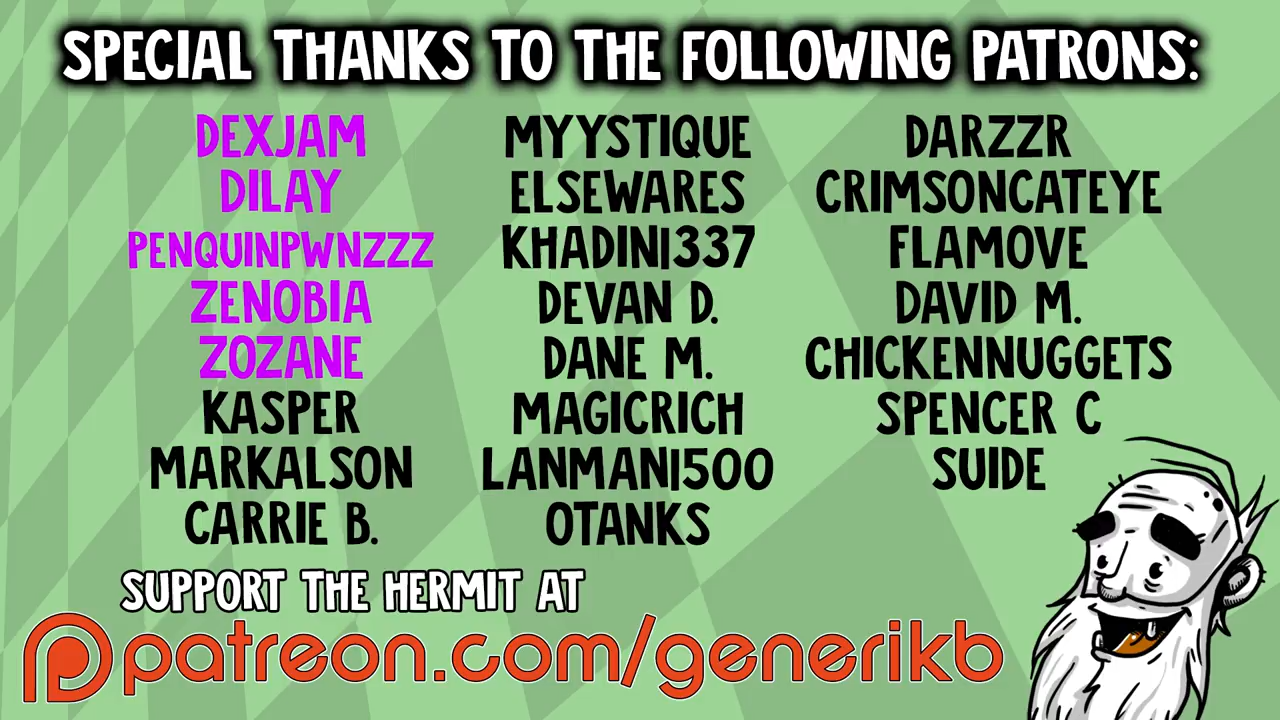 SPECIAL THANKS TO THE FOLLOWING PATRONS:
DEXJAM
DILAY
PENQUINPWNZZZ
ZENOBIA
ZOZANE
KASPER
MARKALSON
CARRIE B.
MYYSTIQUE
ELSEWARES
KHADIN1337
DEVAN D.
DANE M.
MAGICRICH
LANMAN1500
OTANKS
DARZZR
CRIMSONCATEYE
FLAMOVE
DAVID M.
CHICKENNUGGETS
SPENCER C
SUIDE
SUPPORT THE HERMIT AT
patreon.com/generikb